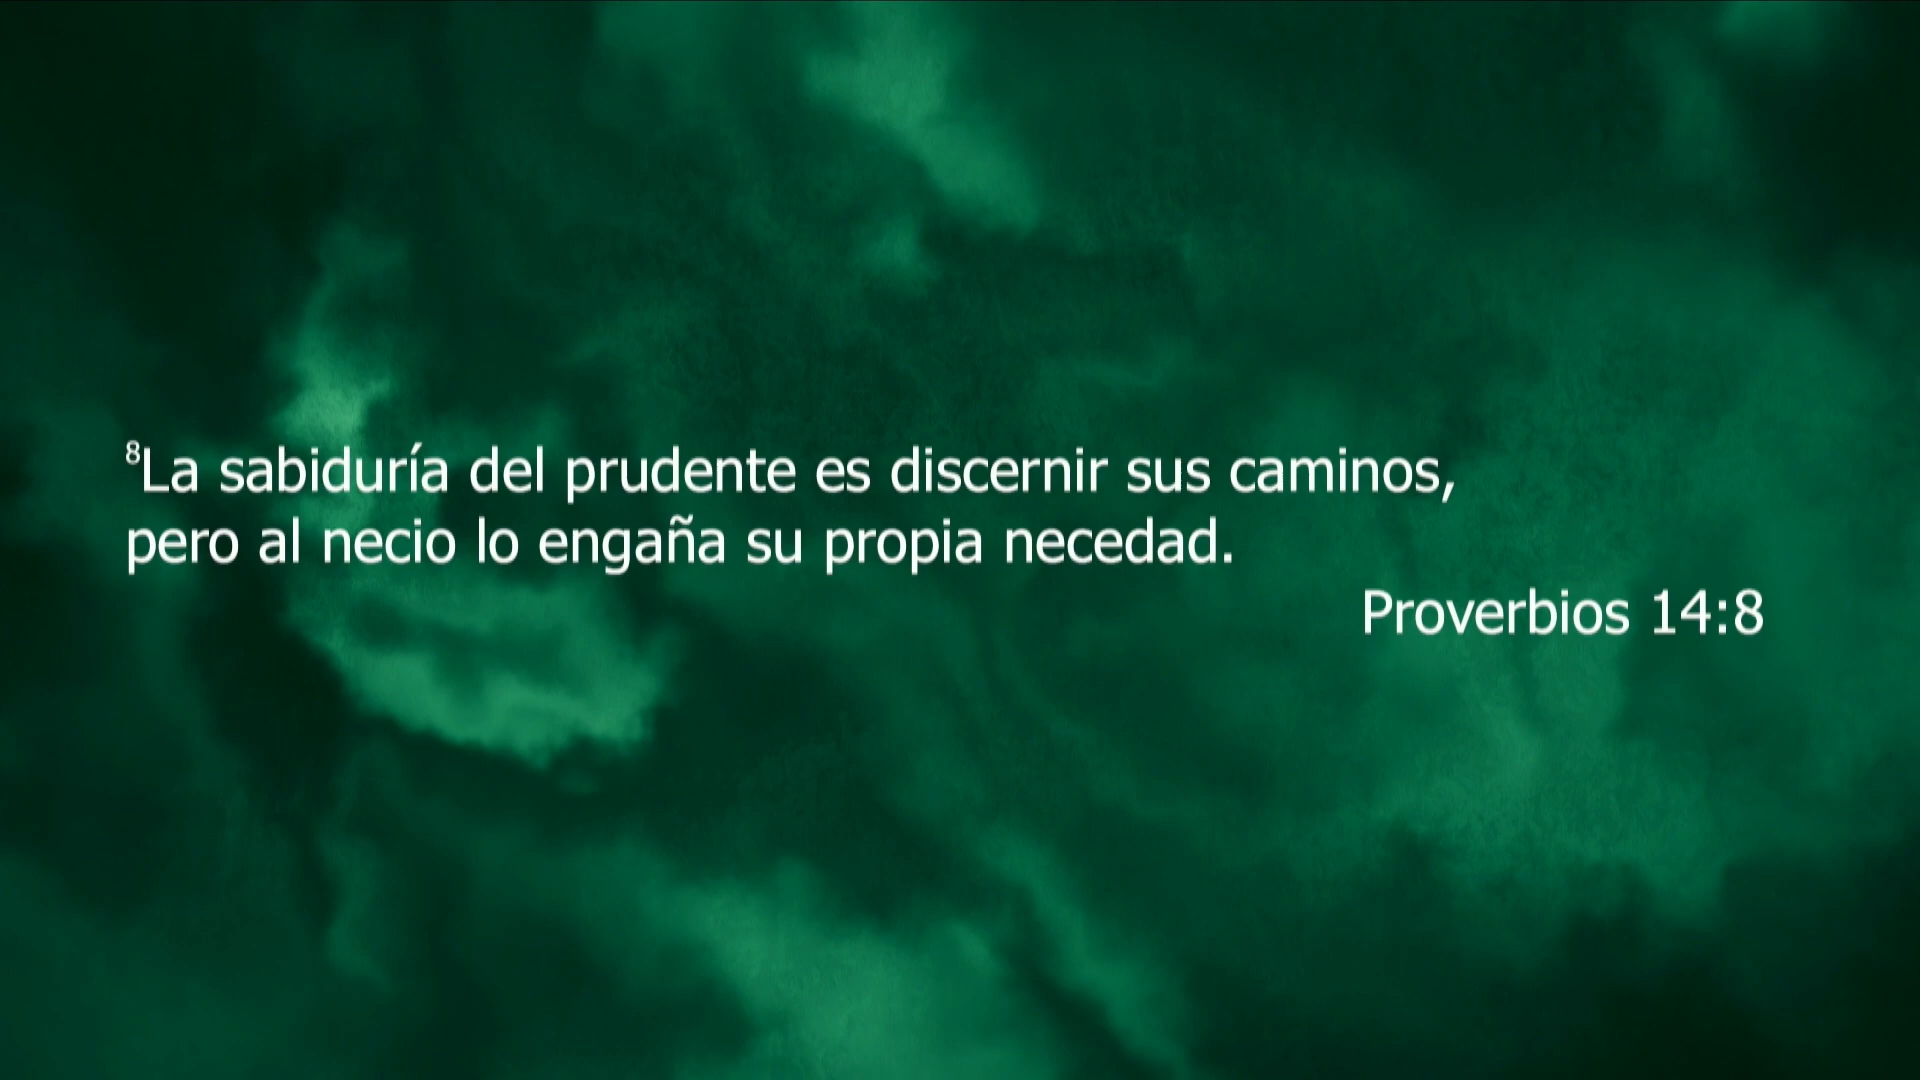 ⁸La sabiduría del prudente es discernir sus caminos,
pero al necio lo engaña su propia necedad.
Proverbios 14:8